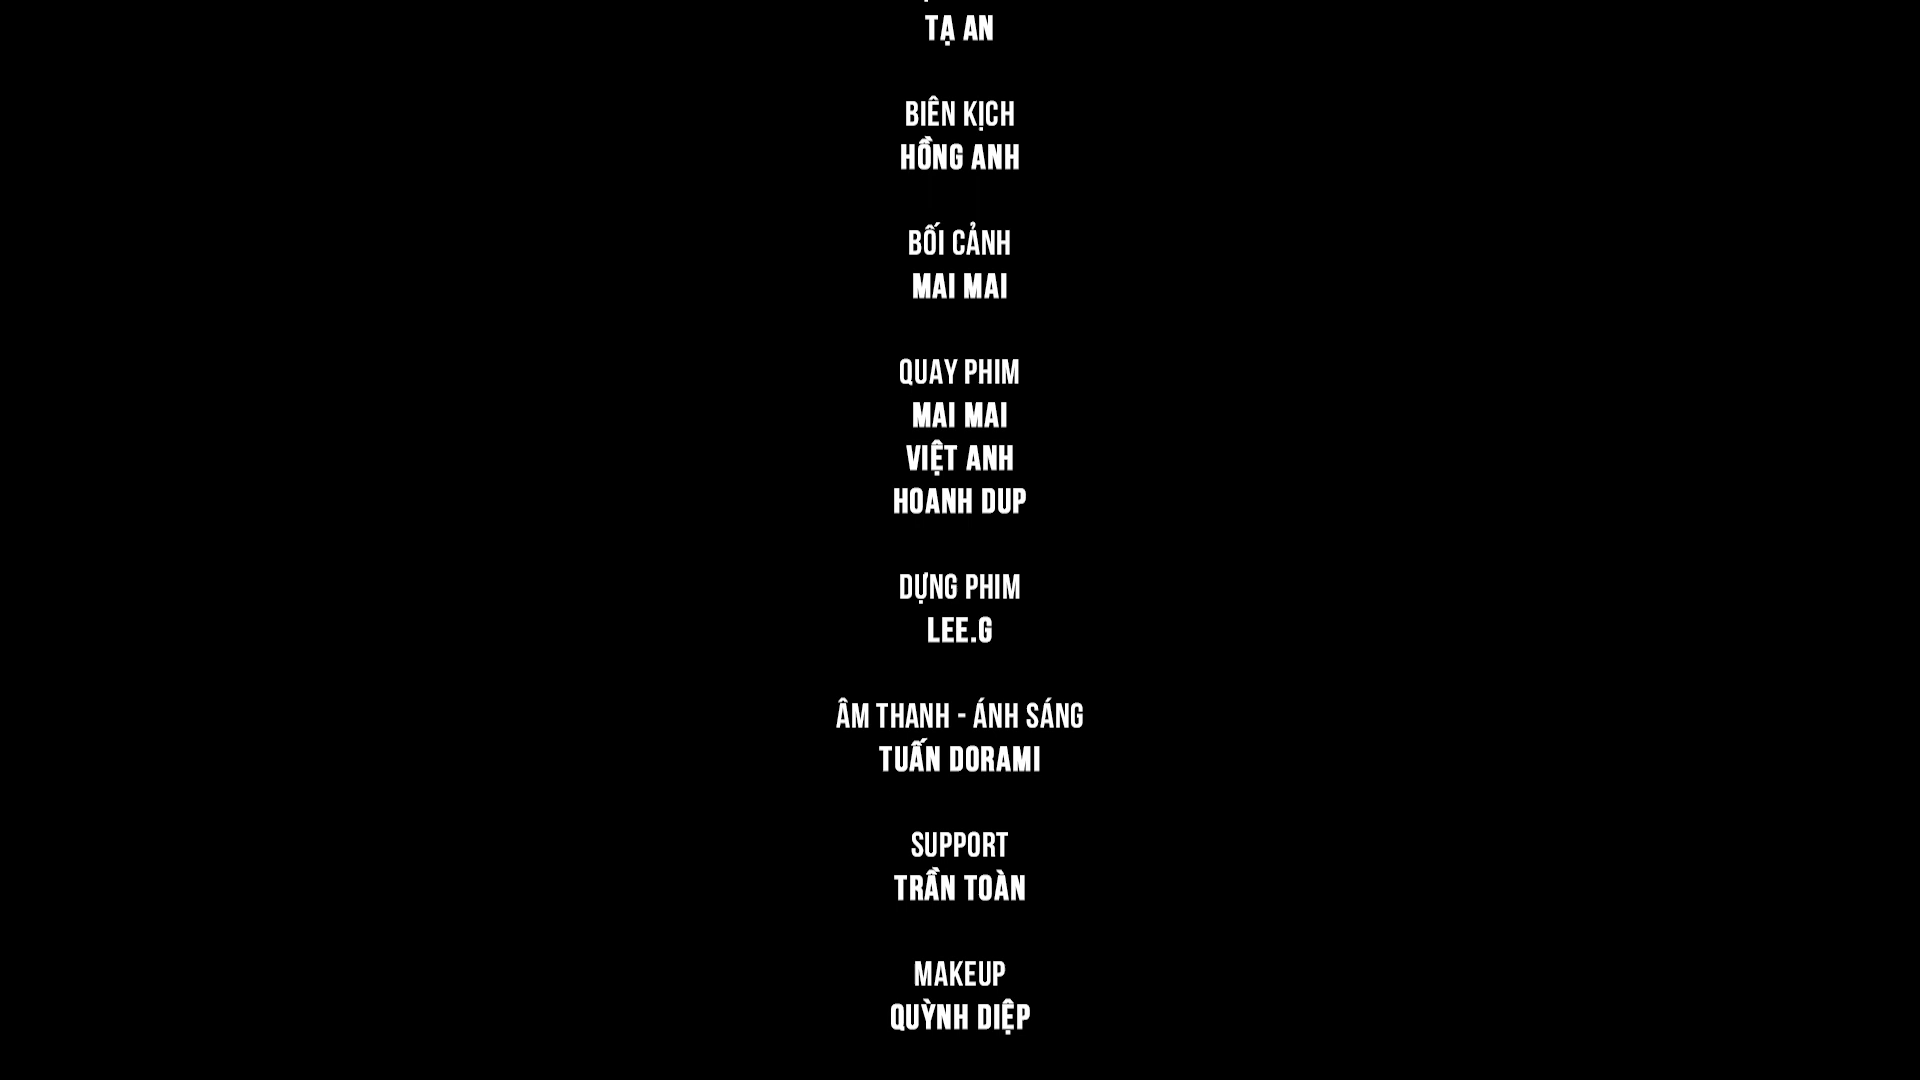 TẠ AN
BIÊN KỊCH
HỒNG ANH
BỐI CẢNH
MAI MAI
QUAY PHIM
MAI MAI
VIỆT ANH
HOANH DUP
DỰNG PHIM
LEE.G
ÂM THANH - ÁNH SÁNG
TUẤN DORAMI
SUPPORT
TRẦN TOÀN
MAKEUP
QUỲNH DIỆP